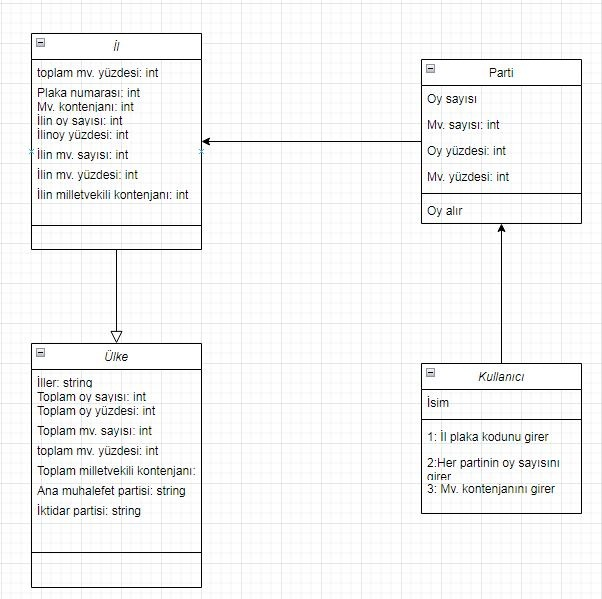 İl
toplam mv. yüzdesi: int
Plaka numarası: int
Mv. kontenjanı: int
İlin oy sayısı: int
İlinoy yüzdesi: int
İlin mv. sayısı: int
İlin mv. yüzdesi: int
İlin milletvekili kontenjanı: int
Parti
Oy sayısı
Mv. sayısı: int
Oy yüzdesi: int
Mv. yüzdesi: int
Oy alır
Ülke
İller: string
Toplam oy sayısı: int
Toplam oy yüzdesi: int
Toplam mv. sayısı: int
toplam mv. yüzdesi: int
Toplam milletvekili kontenjanı:
Ana muhalefet partisi: string
İktidar partisi: string
Kullanıcı
İsim
1: İl plaka kodunu girer
2:Her partinin oy sayısını
girer
3: Mv. kontenjanını girer